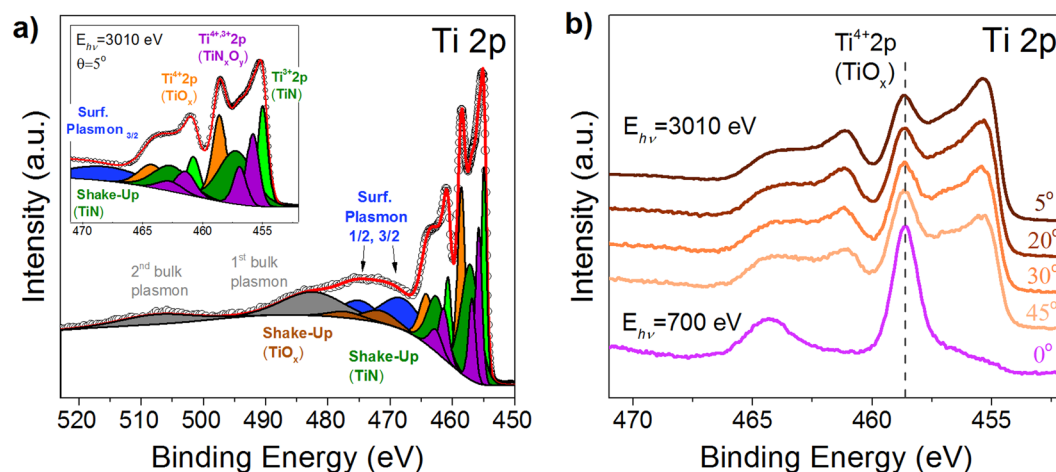 a)
Ti 2p
E_hν=3010 eV
θ=5°
Ti⁴⁺,³⁺2p
(TiNₓOᵧ)
Ti⁴⁺2p
(TiOₓ)
Ti³⁺2p
(TiN)
Surf.
Plasmon 3/2
Shake-Up
(TiN)
470 465 460 455
Surf.
Plasmon
1/2, 3/2
2nd bulk
plasmon
1st bulk
plasmon
Shake-Up
(TiOₓ)
Shake-Up
(TiN)
Intensity (a.u.)
520 510 500 490 480 470 460 450
Binding Energy (eV)
b)
Ti⁴⁺2p
(TiOₓ)
Ti 2p
E_hν=3010 eV
5°
20°
30°
45°
E_hν=700 eV
0°
Intensity (a.u.)
470 465 460 455
Binding Energy (eV)